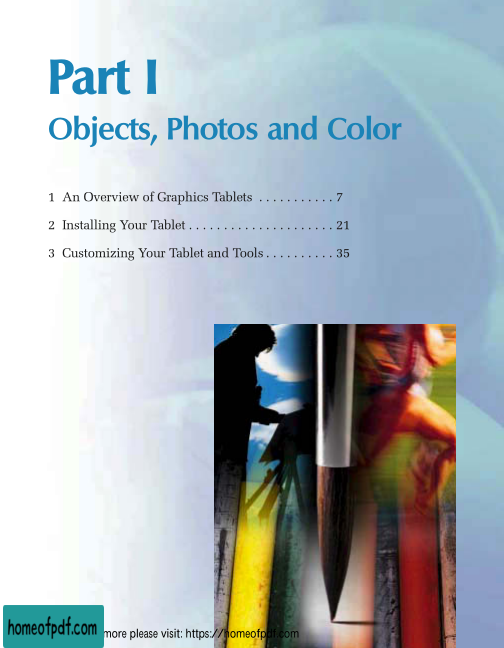 Part I
Objects, Photos and Color
1 An Overview of Graphics Tablets . . . . . . . . . . . 7
2 Installing Your Tablet . . . . . . . . . . . . . . . . . . . . . 21
3 Customizing Your Tablet and Tools . . . . . . . . . . 35
homeofpdf.com more please visit: https://homeofpdf.com